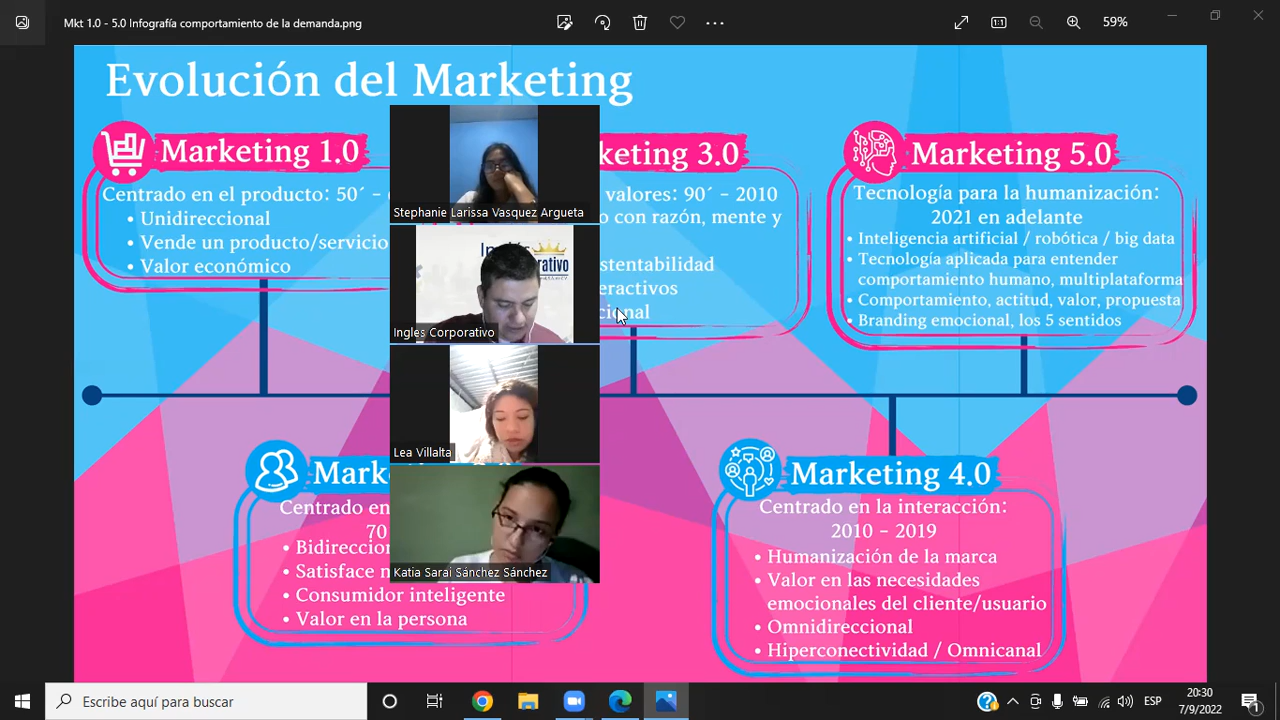 Mkt 1.0 - 5.0 Infografía comportamiento de la demanda.png
59%
Evolución del Marketing
Marketing 1.0
Centrado en el producto: 50´ -
• Unidireccional
• Vende un producto/servicio
• Valor económico
keting 3.0
valores: 90´ - 2010
o con razón, mente y
stentabilidad
eractivos
cional
Marketing 5.0
Tecnología para la humanización:
2021 en adelante
• Inteligencia artificial / robótica / big data
• Tecnología aplicada para entender
comportamiento humano, multiplataforma
• Comportamiento, actitud, valor, propuesta
• Branding emocional, los 5 sentidos
Stephanie Larissa Vasquez Argueta
Ingles Corporativo
Lea Villalta
Katia Sarai Sánchez Sánchez
Mark
Centrado en
70
• Bidireccion
• Satisface n
• Consumidor inteligente
• Valor en la persona
Marketing 4.0
Centrado en la interacción:
2010 - 2019
• Humanización de la marca
• Valor en las necesidades
emocionales del cliente/usuario
• Omnidireccional
• Hiperconectividad / Omnicanal
Escribe aquí para buscar
ESP
20:30
7/9/2022
1